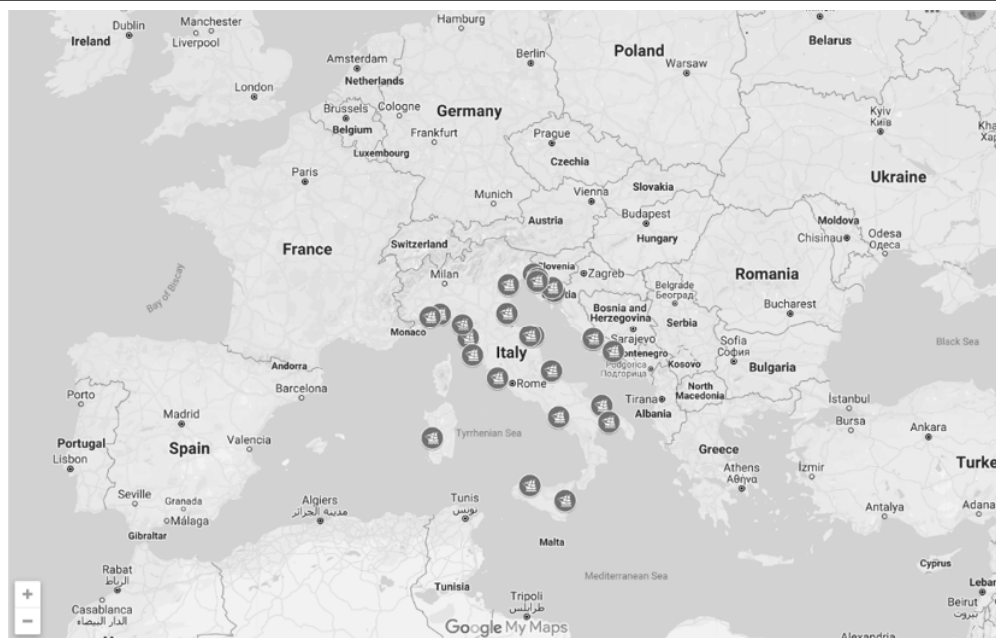 Dublin
Ireland
Manchester
Liverpool
Hamburg
Amsterdam
Netherlands
Berlin
Poland
Warsaw
Belarus
London
Brussels
Belgium
Cologne
Germany
Frankfurt
Luxembourg
Prague
Czechia
Kyiv
Київ
Ukraine
Paris
Munich
Vienna
Slovakia
Austria
Budapest
Hungary
Moldova
Chisinau
Odesa
Одеса
France
Switzerland
Milan
Slovenia
Zagreb
Romania
Bay of Biscay
Belgrade
Београд
Bosnia and
Herzegovina
Serbia
Bucharest
Monaco
Sarajevo
Italy
Sofia
София
Black Sea
Andorra
Podgorica
Подгорица
Kosovo
Bulgaria
Rome
North
Macedonia
Porto
Barcelona
Tirana
Albania
İstanbul
Bursa
Madrid
Ankara
Portugal
Lisbon
Spain
Valencia
Tyrrhenian Sea
Greece
Athens
Αθήνα
İzmir
Seville
Granada
Málaga
Gibraltar
Algiers
مدينة الجزائر
Tunis
تونس
Antalya
Adana
Malta
Cyprus
Rabat
الرباط
Tunisia
Mediterranean Sea
Beirut
بيروت
Casablanca
الدار البيضاء
Tripoli
طرابلس
Google My Maps